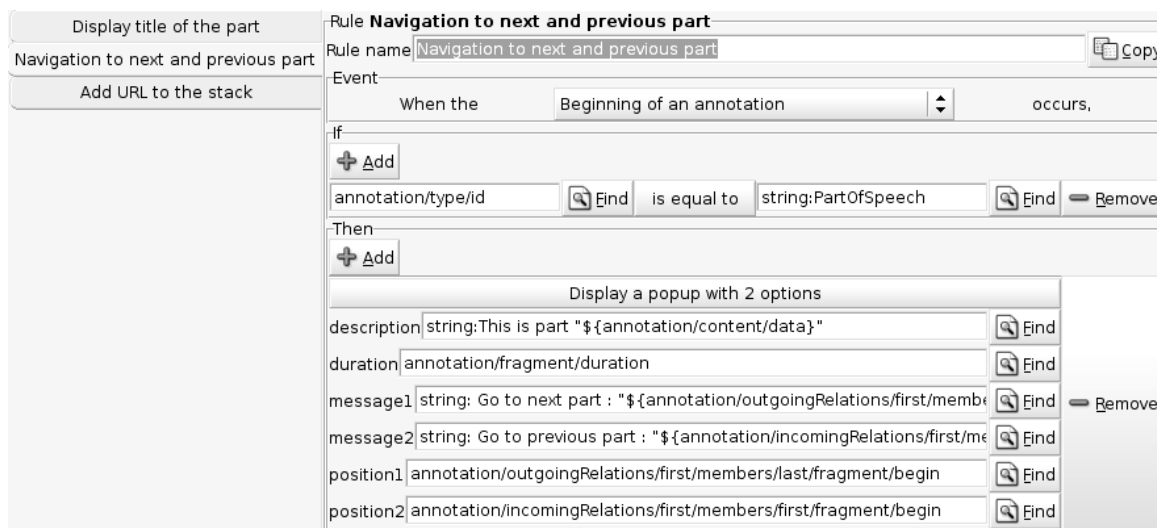 Display title of the part
Navigation to next and previous part
Add URL to the stack
Rule Navigation to next and previous part
Rule name Navigation to next and previous part Copy
Event
When the Beginning of an annotation occurs,
If
Add
annotation/type/id Find is equal to string:PartOfSpeech Find Remove
Then
Add
Display a popup with 2 options
description string:This is part "${annotation/content/data}" Find
duration annotation/fragment/duration Find
message1 string: Go to next part : "${annotation/outgoingRelations/first/membe Find Remove
message2 string: Go to previous part : "${annotation/incomingRelations/first/me Find
position1 annotation/outgoingRelations/first/members/last/fragment/begin Find
position2 annotation/incomingRelations/first/members/first/fragment/begin Find